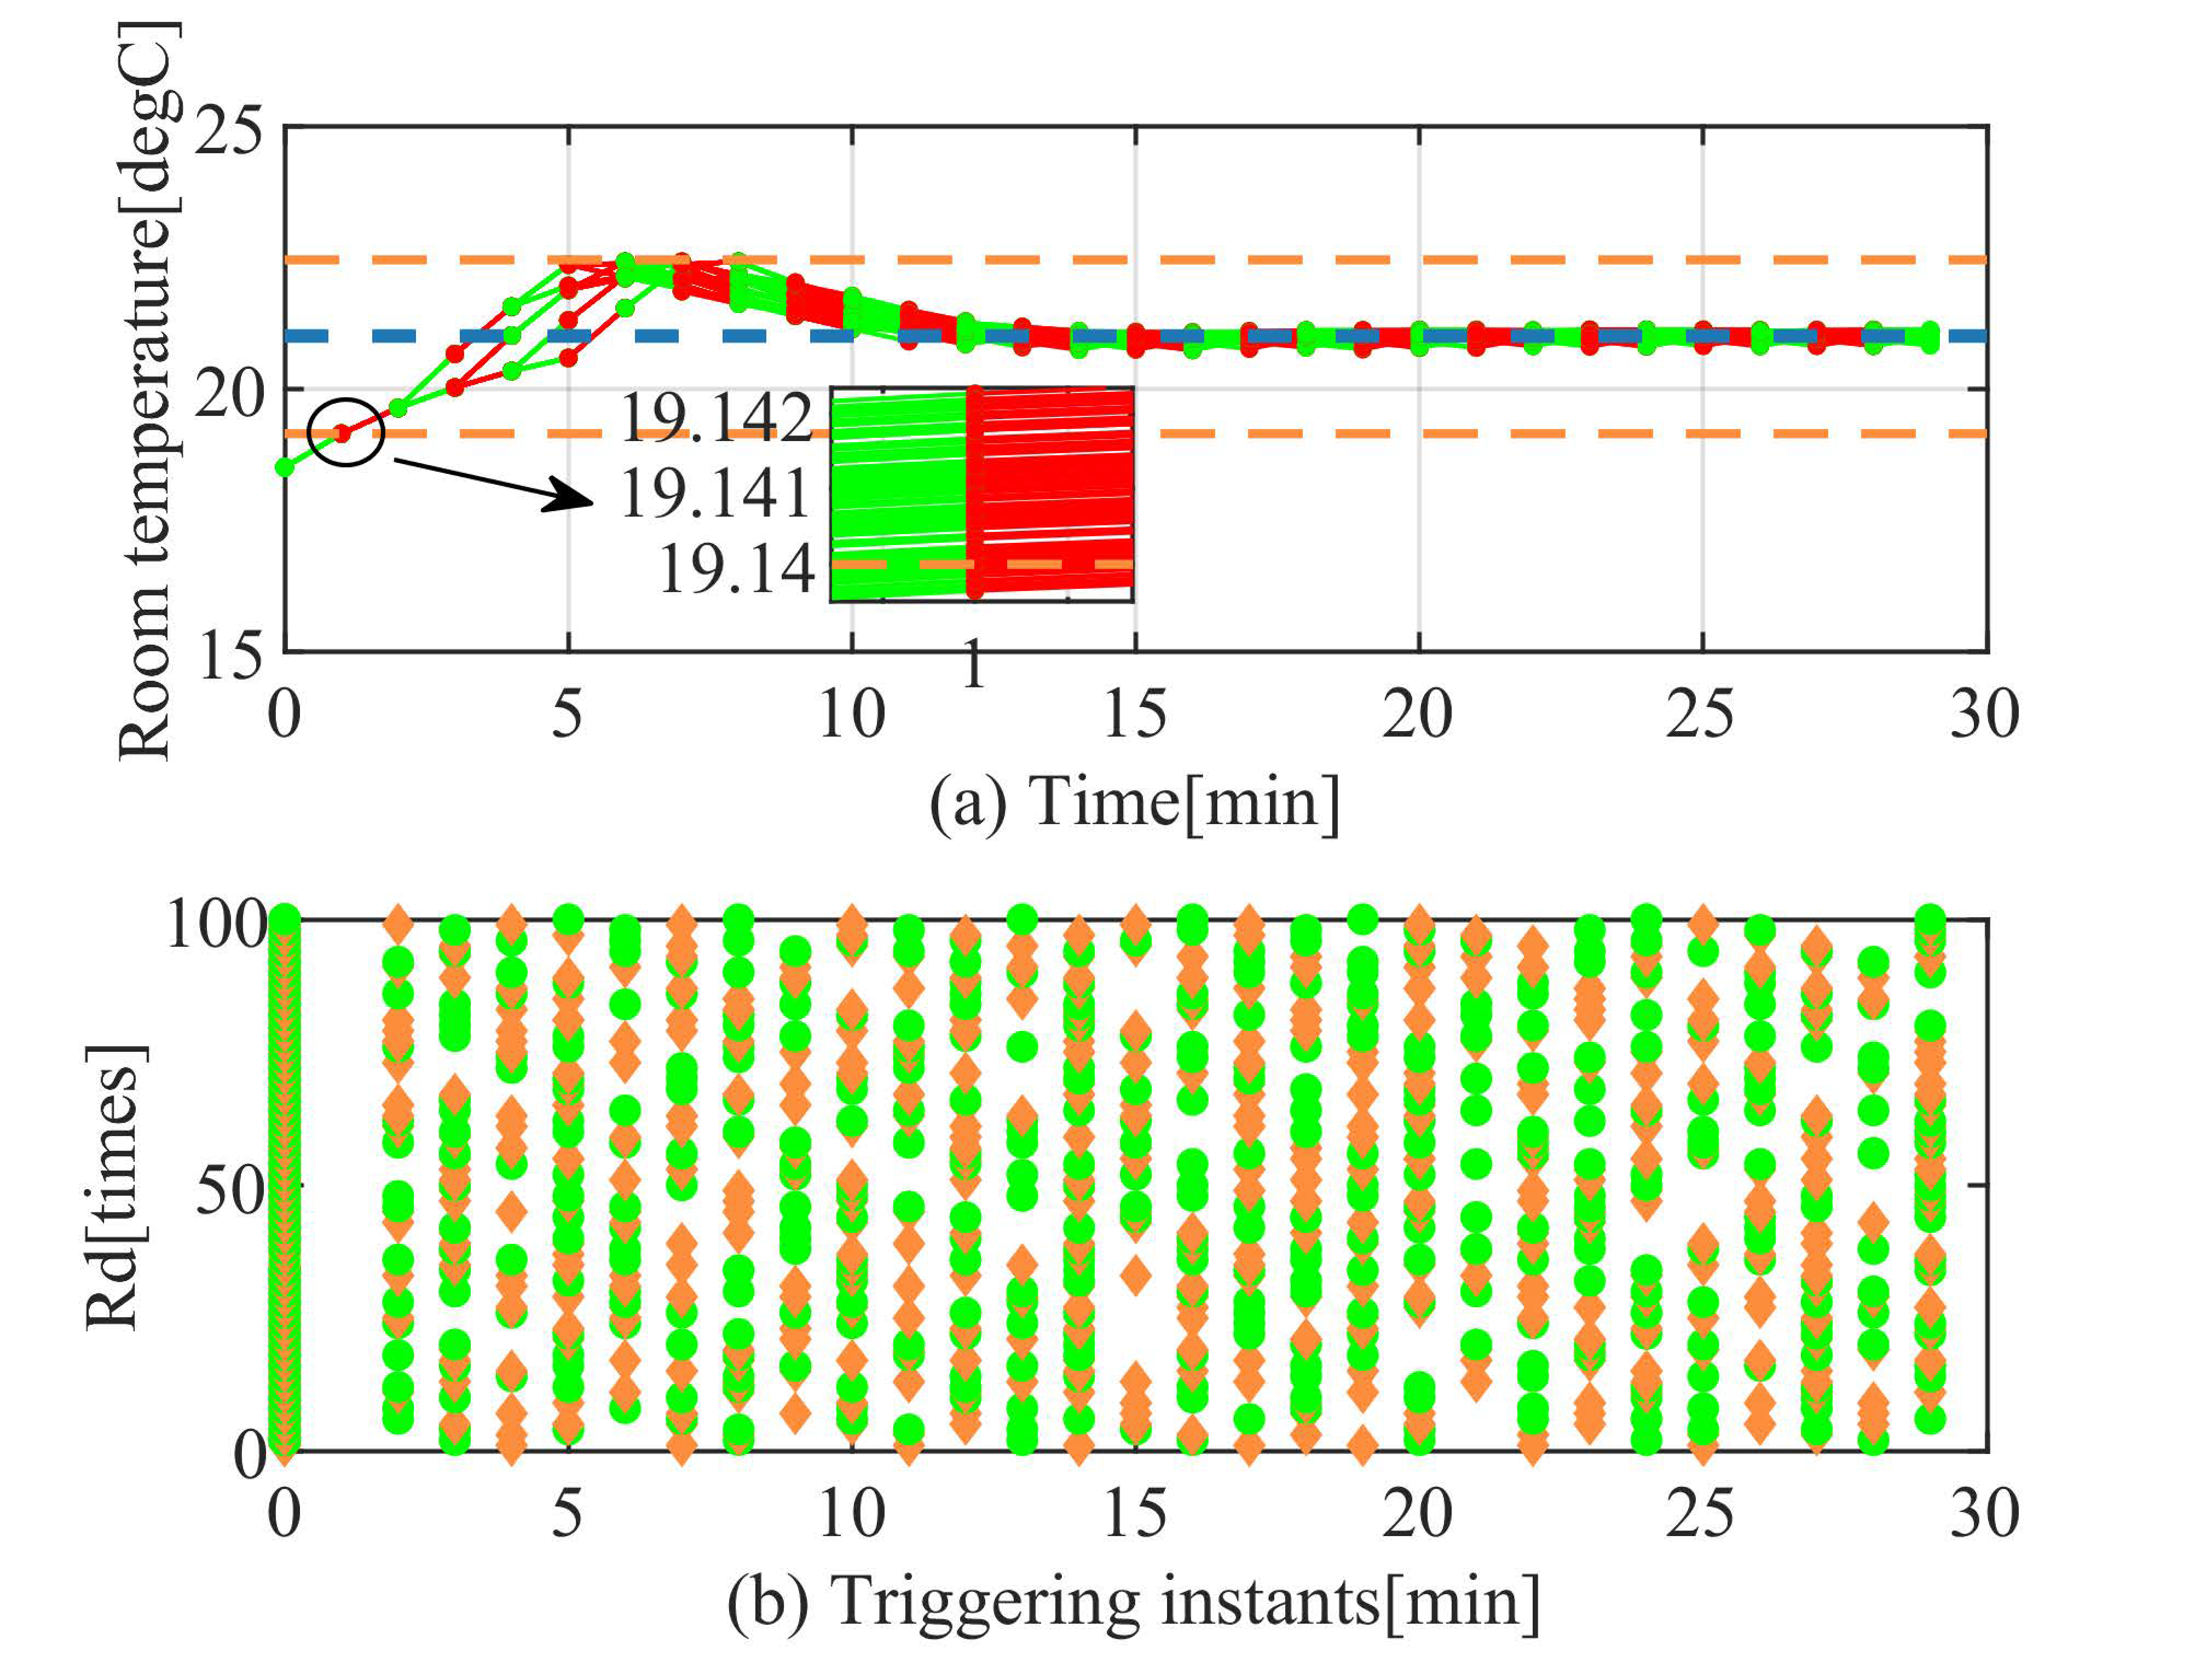 Room temperature[degC]
25
20
15
19.142
19.141
19.14
1
0 5 10 15 20 25 30
(a) Time[min]
Rd[times]
100
50
0
0 5 10 15 20 25 30
(b) Triggering instants[min]